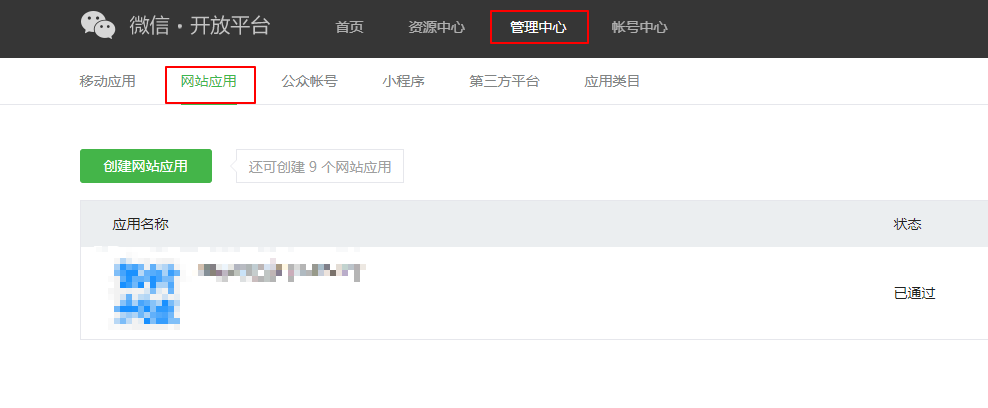 微信·开放平台 首页 资源中心 管理中心 帐号中心
移动应用 网站应用 公众帐号 小程序 第三方平台 应用类目
创建网站应用 还可创建 9 个网站应用
应用名称 状态
已通过